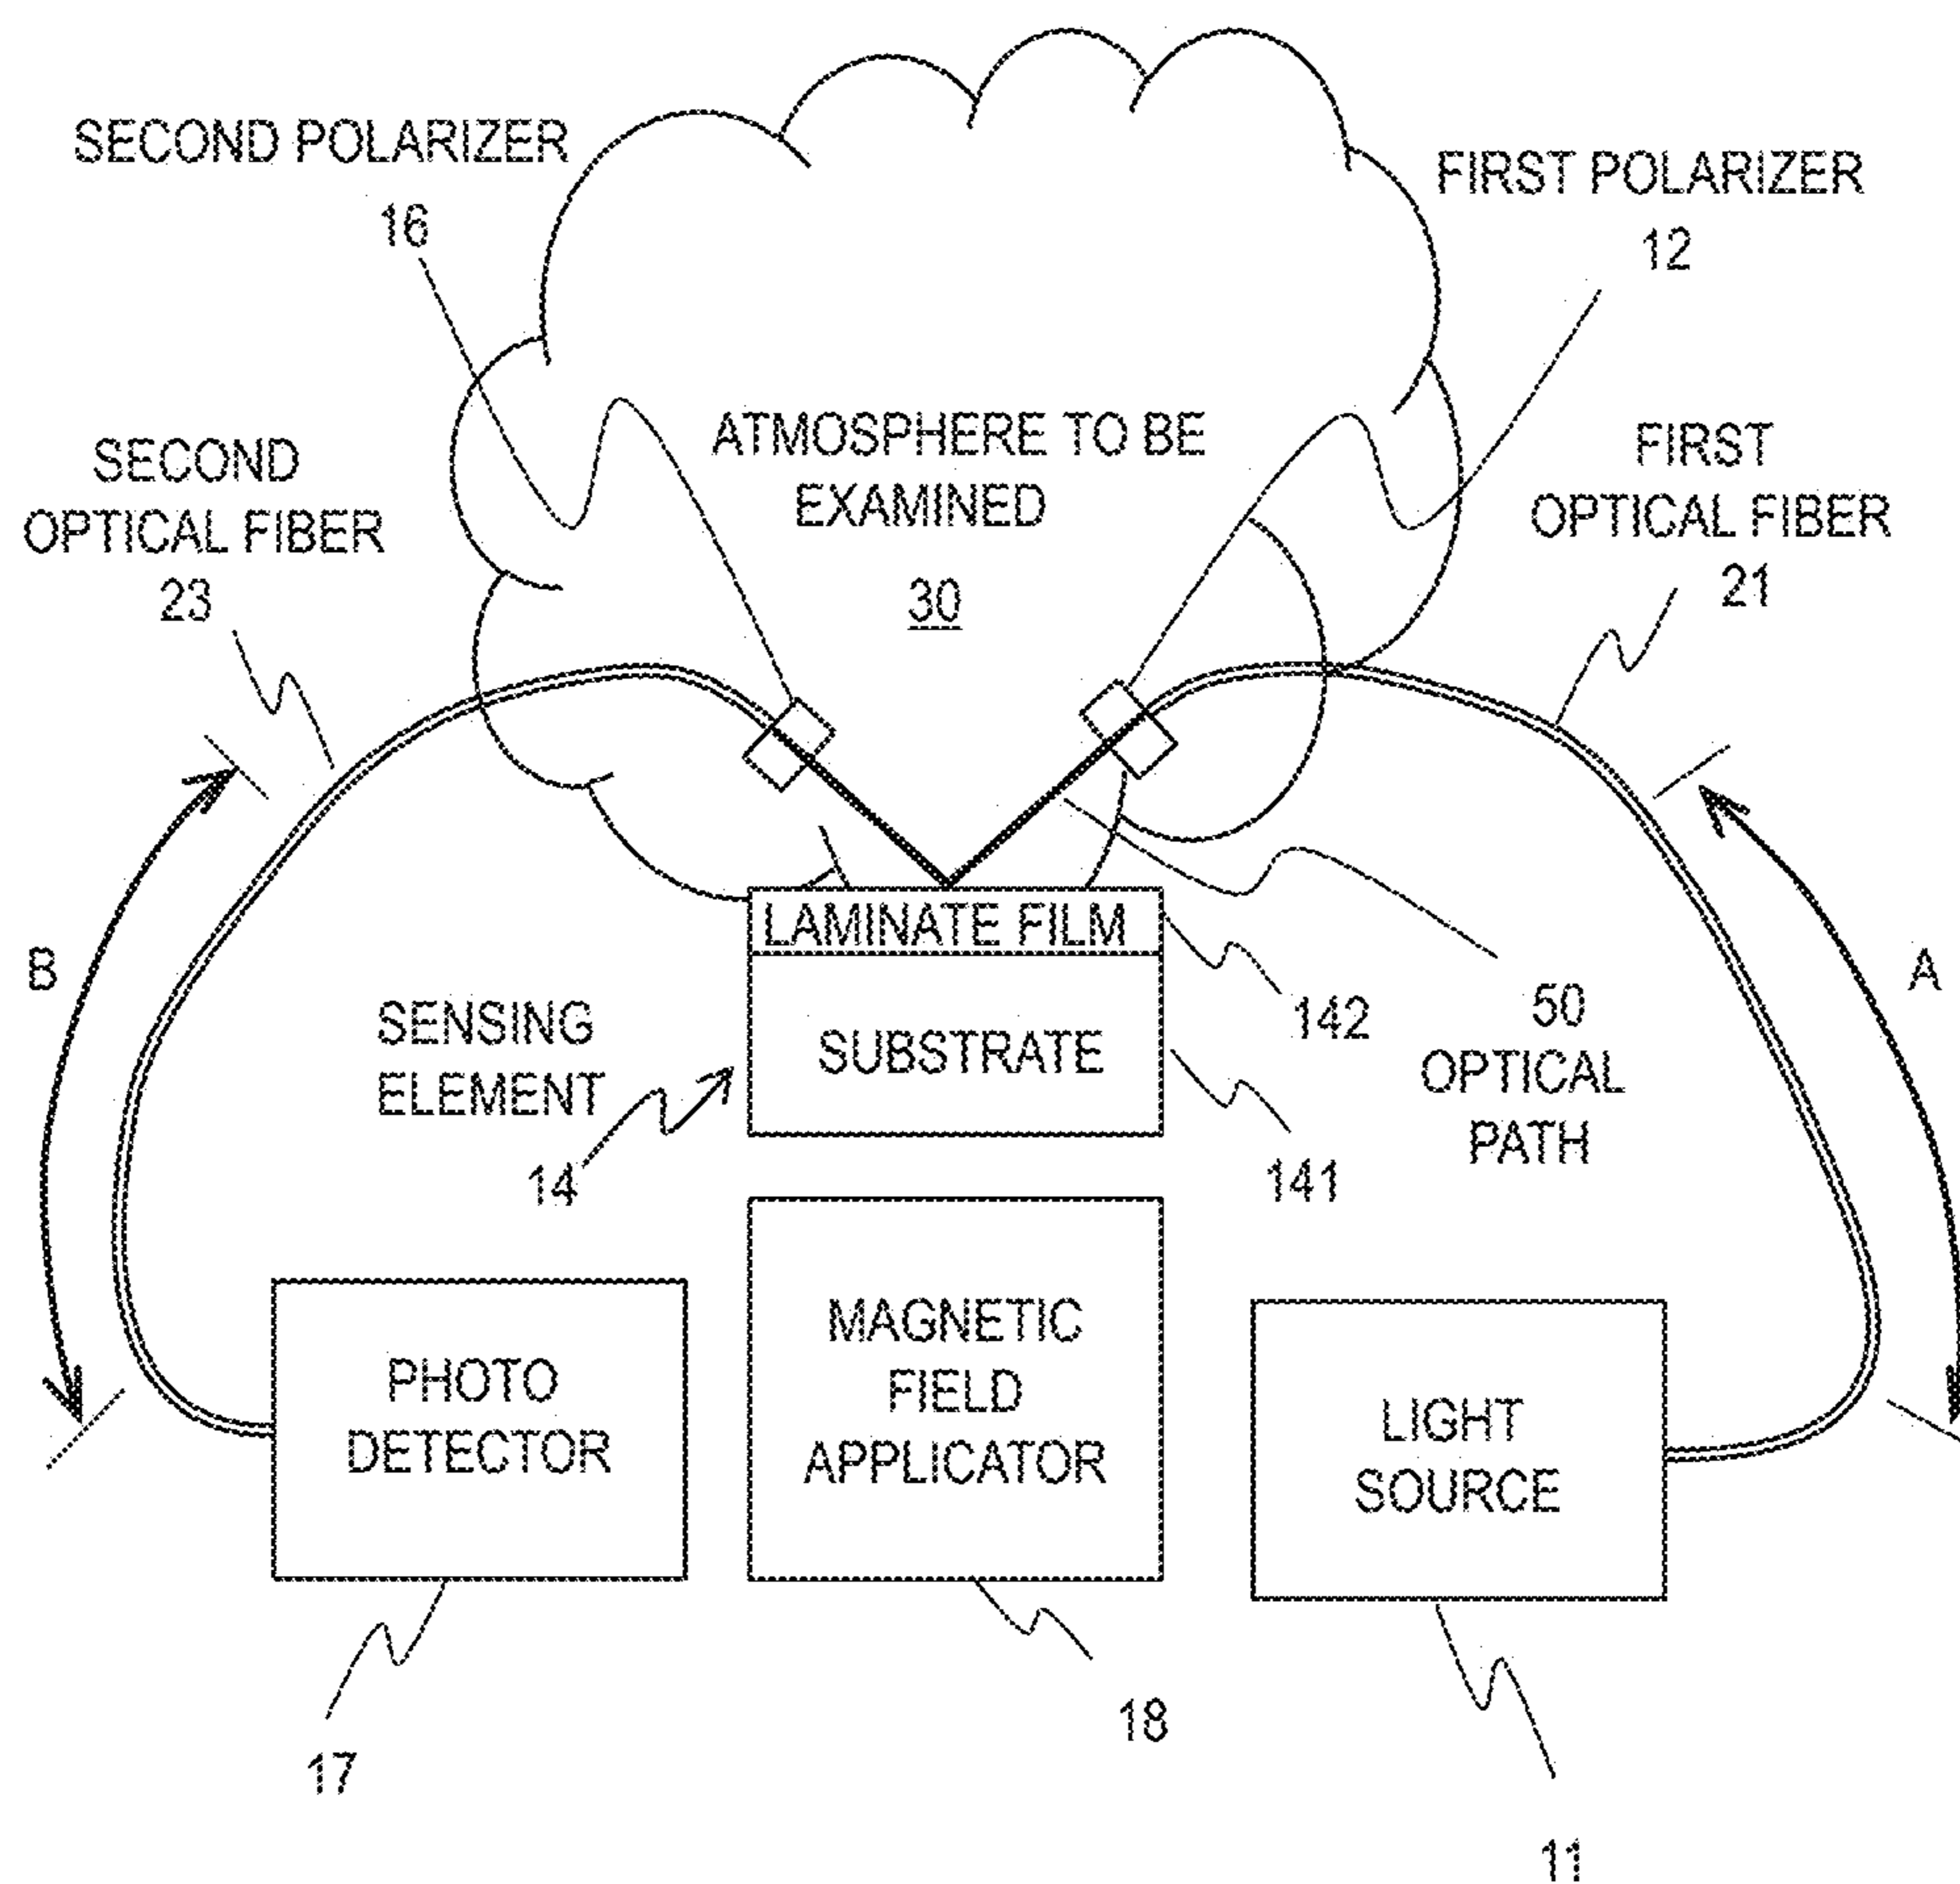 SECOND POLARIZER
16
FIRST POLARIZER
12
ATMOSPHERE TO BE
EXAMINED
30
SECOND
OPTICAL FIBER
23
FIRST
OPTICAL FIBER
21
LAMINATE FILM
SUBSTRATE
SENSING
ELEMENT
14
142
141
50
OPTICAL
PATH
B
A
PHOTO
DETECTOR
MAGNETIC
FIELD
APPLICATOR
LIGHT
SOURCE
17
18
11